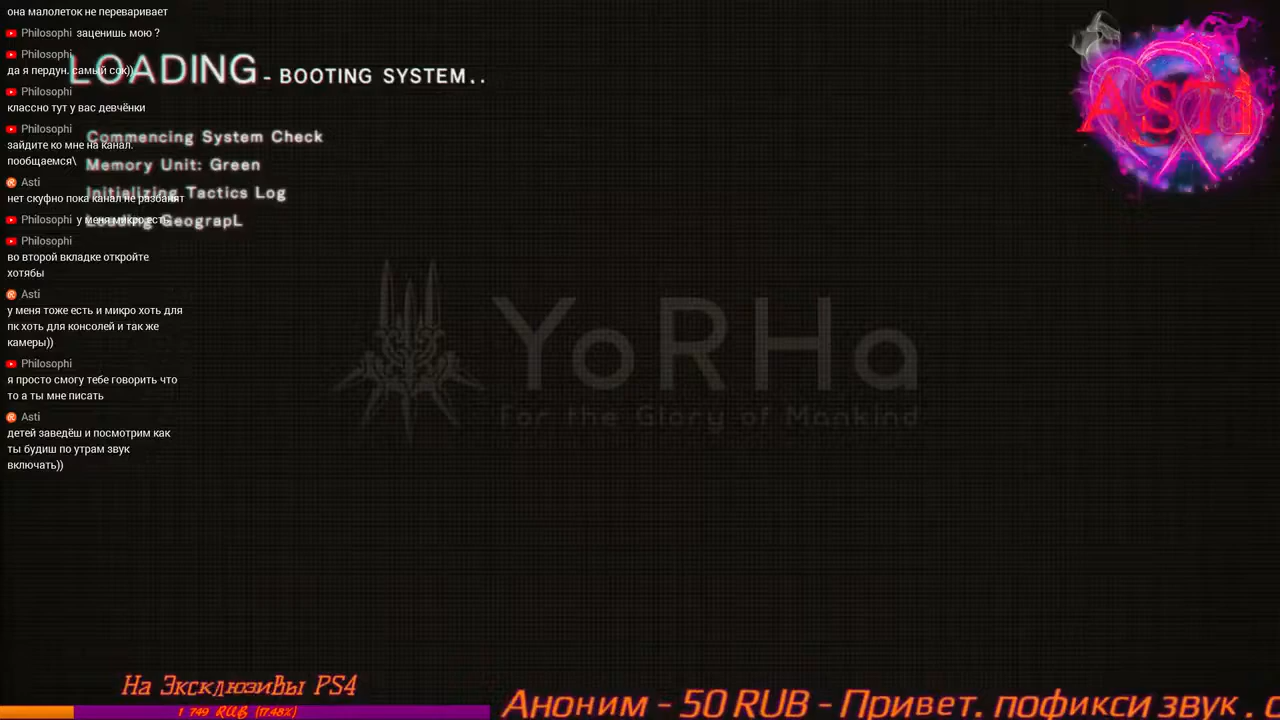 она малолеток не переваривает
Philosophi заценишь мою ?
Philosophi
да я пердун. самый сок))
Philosophi
классно тут у вас девчёнки
Philosophi
зайдите ко мне на канал.
пообщаемся\
Asti
нет скуфно пока канал не разбанят
Philosophi у меня микро есть
Philosophi
во второй вкладке откройте
хотябы
Asti
у меня тоже есть и микро хоть для
пк хоть для консолей и так же
камеры))
Philosophi
я просто смогу тебе говорить что
то а ты мне писать
Asti
детей заведёш и посмотрим как
ты будиш по утрам звук
включать))
LOADING - BOOTING SYSTEM..
Commencing System Check
Memory Unit: Green
Initializing Tactics Log
Loading GeograpL
YoRHa
For the Glory of Mankind
Asti
На Эксклюзивы PS4
1 749 RUB (17.48%)
Аноним - 50 RUB - Привет. пофикси звук . с